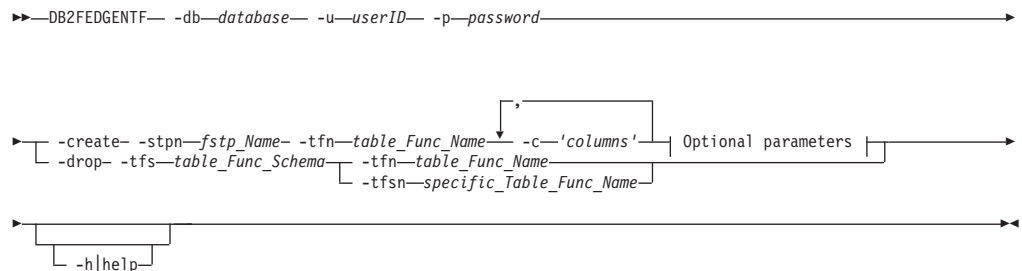 DB2FEDGENTF -db database -u userID -p password
,
-create -stpn fstp_Name -tfn table_Func_Name -c 'columns' Optional parameters
-drop -tfs table_Func_Schema -tfn table_Func_Name
-tfsn specific_Table_Func_Name
-h|help